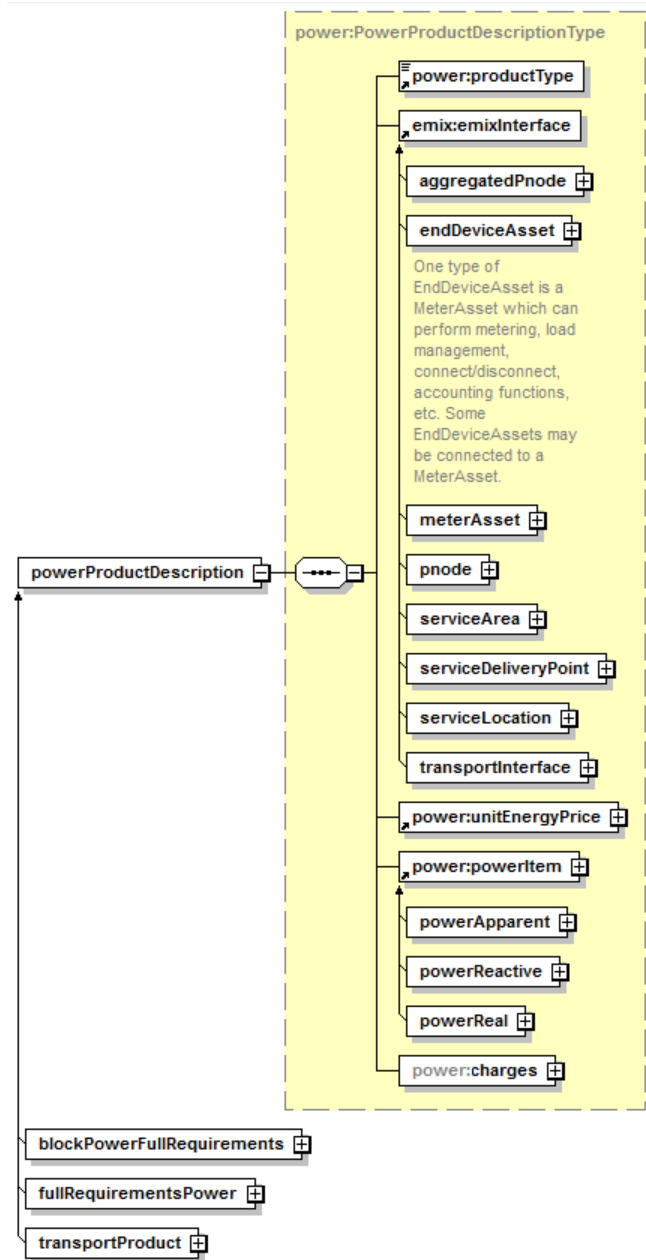 power:PowerProductDescriptionType
power:productType
emix:emixInterface
aggregatedPnode
endDeviceAsset
One type of
EndDeviceAsset is a
MeterAsset which can
perform metering, load
management,
connect/disconnect,
accounting functions,
etc. Some
EndDeviceAssets may
be connected to a
MeterAsset.
meterAsset
powerProductDescription
pnode
serviceArea
serviceDeliveryPoint
serviceLocation
transportInterface
power:unitEnergyPrice
power:powerItem
powerApparent
powerReactive
powerReal
power:charges
blockPowerFullRequirements
fullRequirementsPower
transportProduct